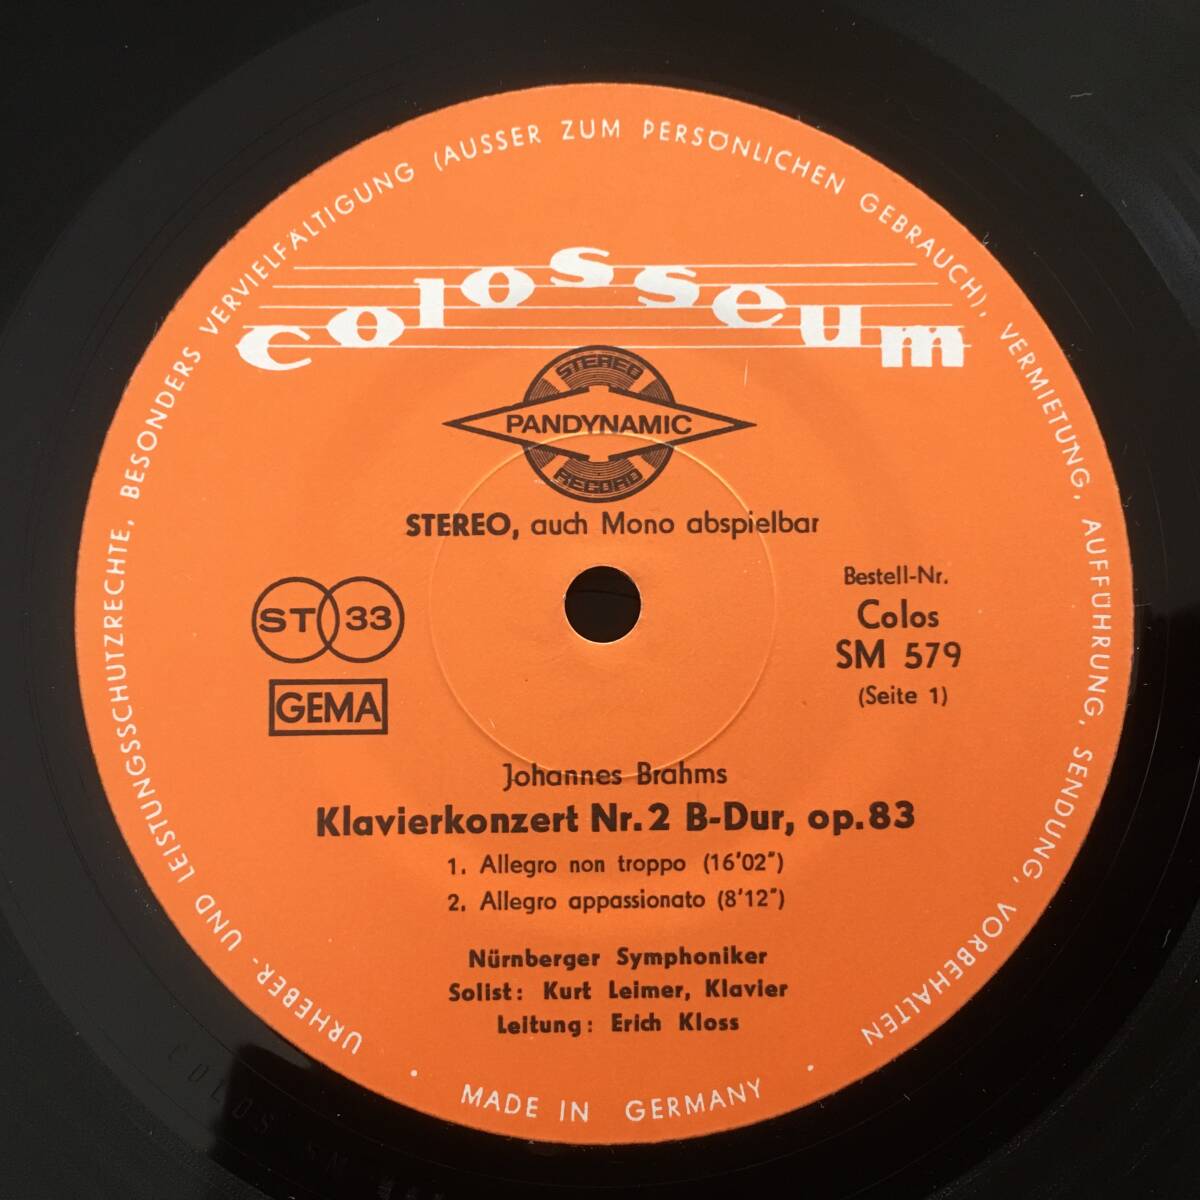 URHEBER- UND LEISTUNGSSCHUTZRECHTE, BESONDERS VERVIELFÄLTIGUNG (AUSSER ZUM PERSÖNLICHEN GEBRAUCH), VERMIETUNG, AUFFÜHRUNG, SENDUNG, VORBEHALTEN
colosseum
STEREO
PANDYNAMIC
RECORD
STEREO, auch Mono abspielbar
ST 33
GEMA
Bestell-Nr.
Colos
SM 579
(Seite 1)
Johannes Brahms
Klavierkonzert Nr. 2 B-Dur, op. 83
1. Allegro non troppo (16'02")
2. Allegro appassionato (8'12")
Nürnberger Symphoniker
Solist: Kurt Leimer, Klavier
Leitung: Erich Kloss
· MADE IN GERMANY ·